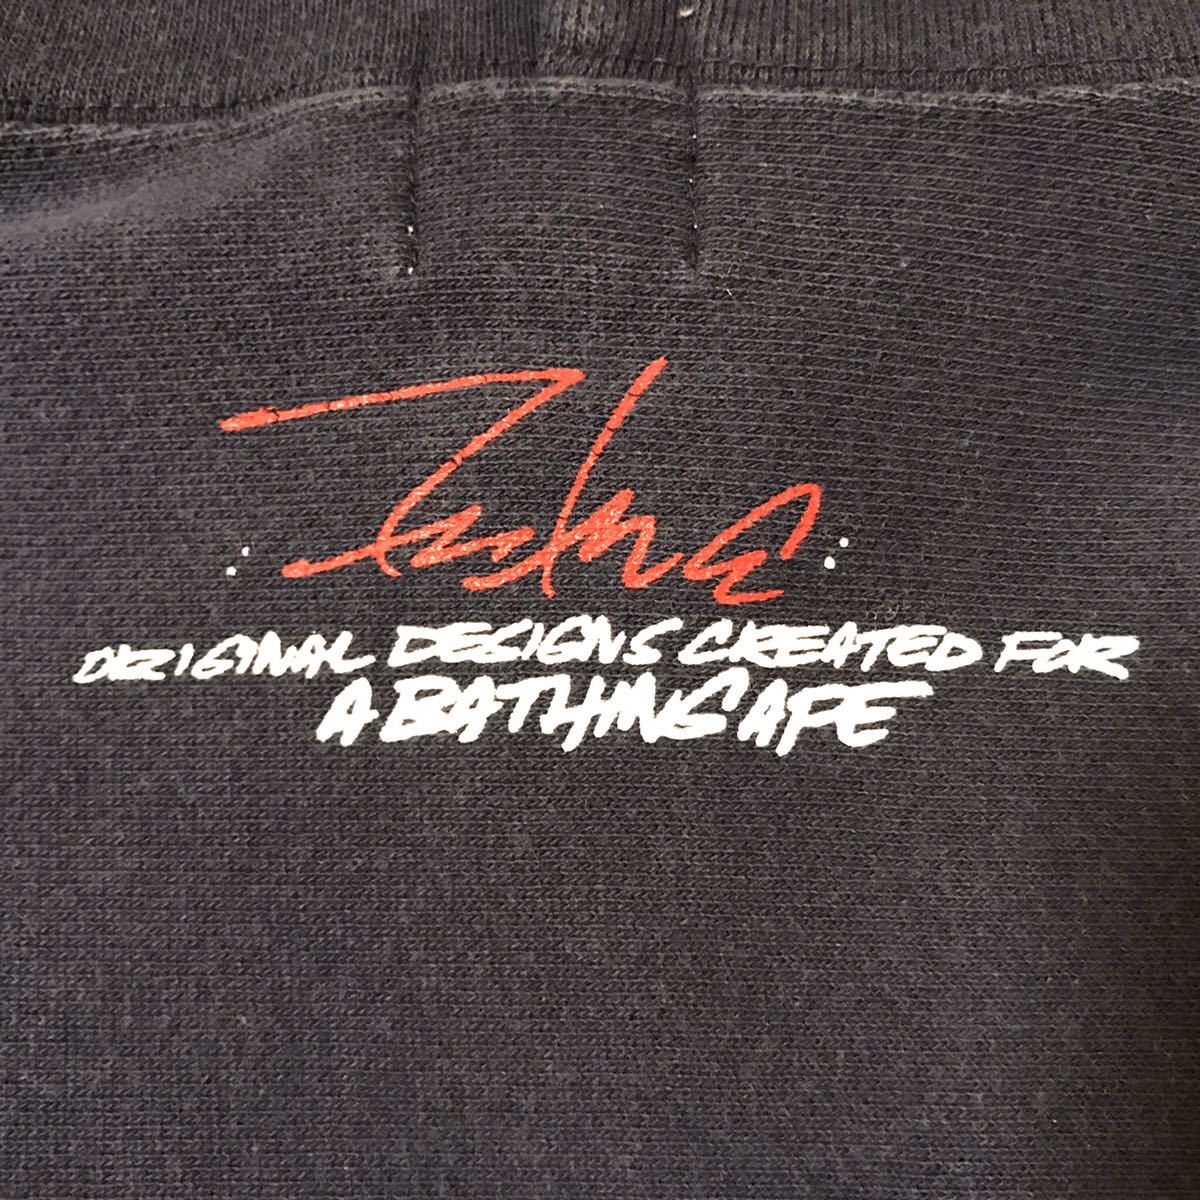 ORIGINAL DESIGNS CREATED FOR
A BATHING APE